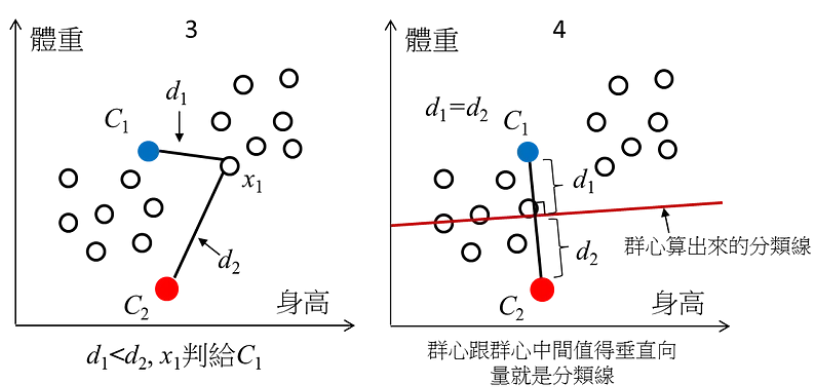 3
體重
d₁
C₁
x₁
d₂
C₂
身高
d₁<d₂, x₁判給C₁
4
體重
d₁=d₂
C₁
d₁
群心算出來的分類線
d₂
C₂
身高
群心跟群心中間值得垂直向
量就是分類線